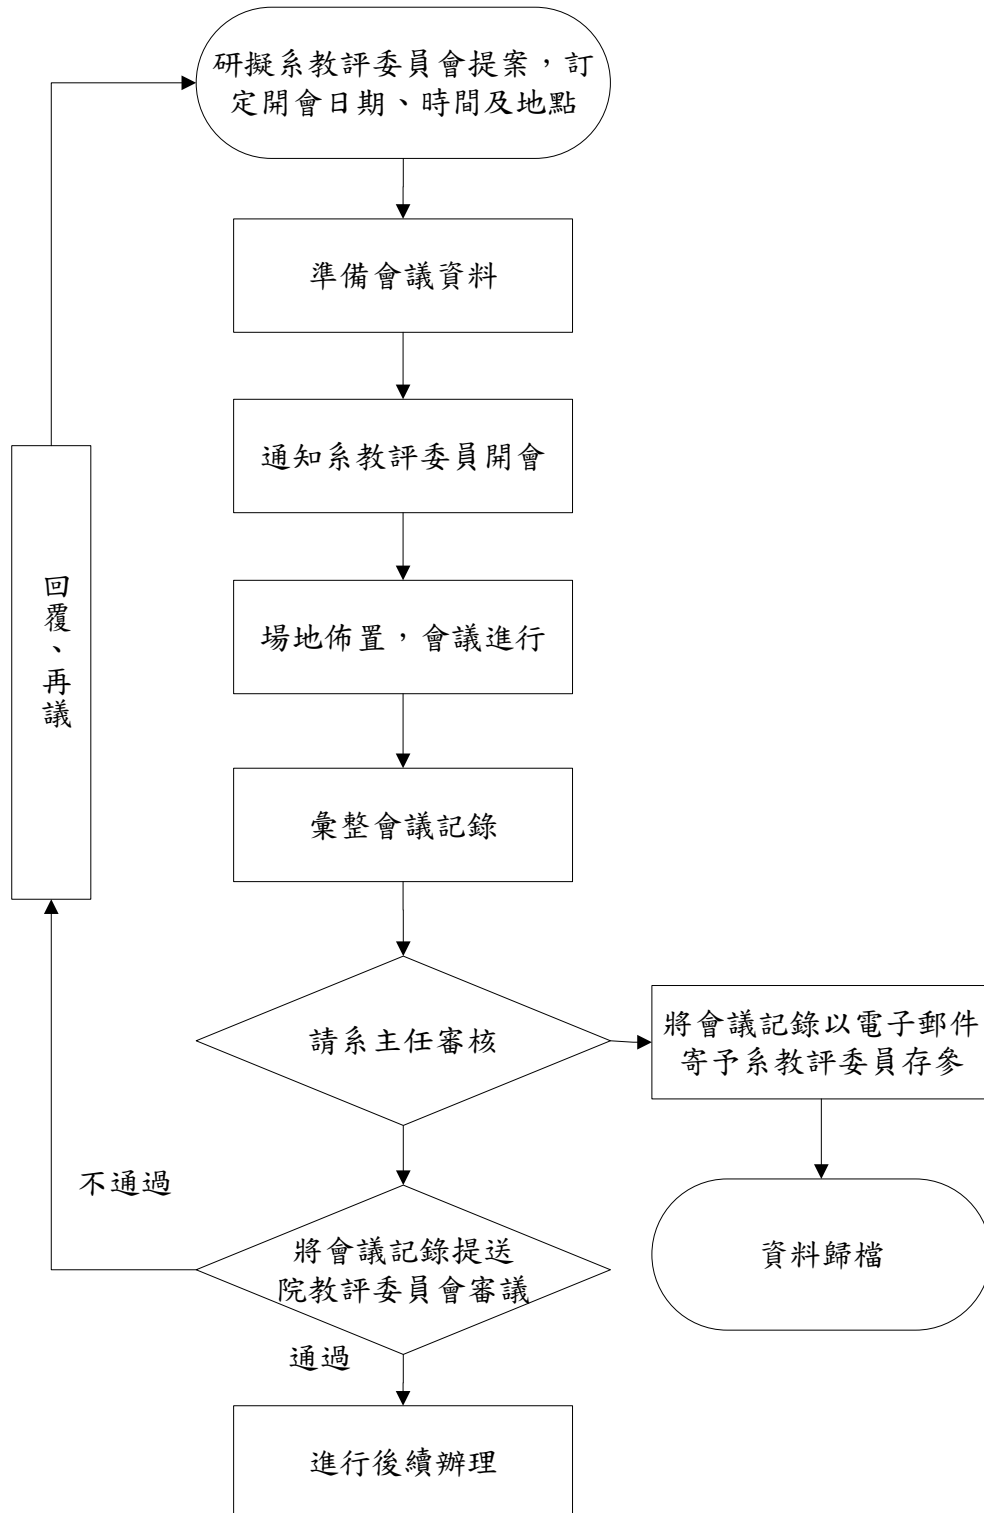 研擬系教評委員會提案，訂
定開會日期、時間及地點
準備會議資料
通知系教評委員開會
場地佈置，會議進行
回覆、再議
彙整會議記錄
請系主任審核
將會議記錄以電子郵件
寄予系教評委員存參
不通過
將會議記錄提送
院教評委員會審議
資料歸檔
通過
進行後續辦理